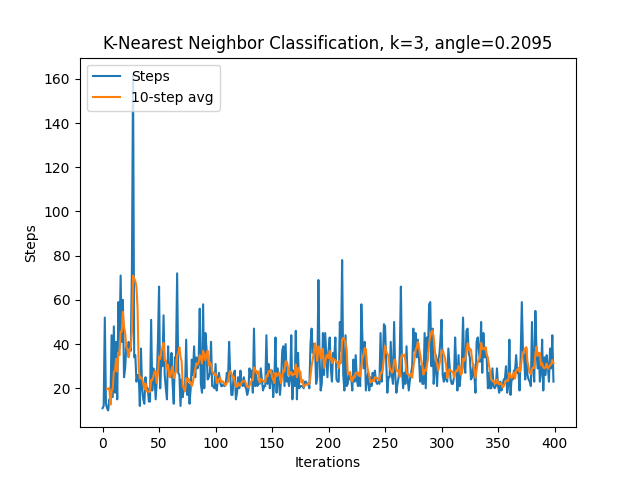 K-Nearest Neighbor Classification, k=3, angle=0.2095
Steps
10-step avg
160
140
120
100
80
60
40
20
Steps
0 50 100 150 200 250 300 350 400
Iterations